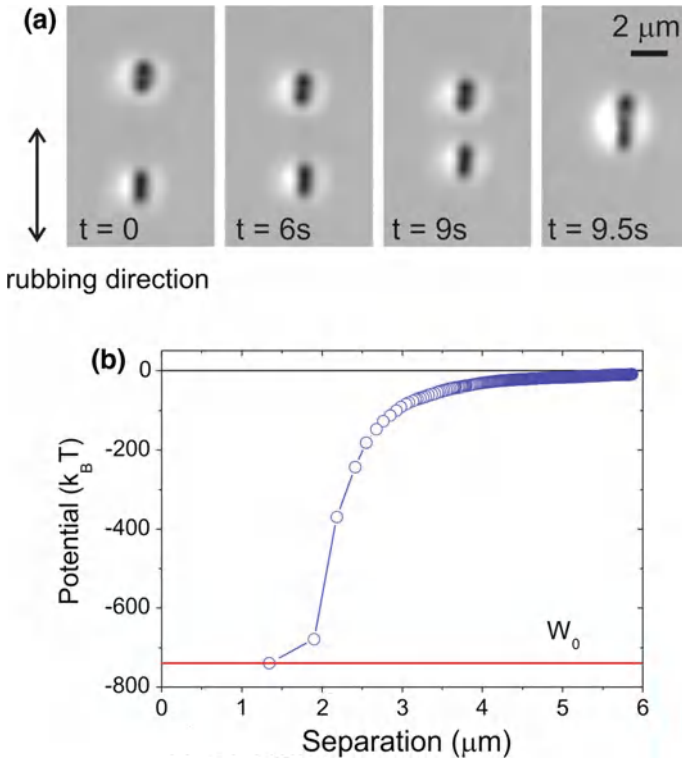 (a)
2 μm
t = 0
t = 6s
t = 9s
t = 9.5s
rubbing direction
(b)
Potential (kBT)
0
-200
-400
-600
-800
W0
0 1 2 3 4 5 6
Separation (μm)